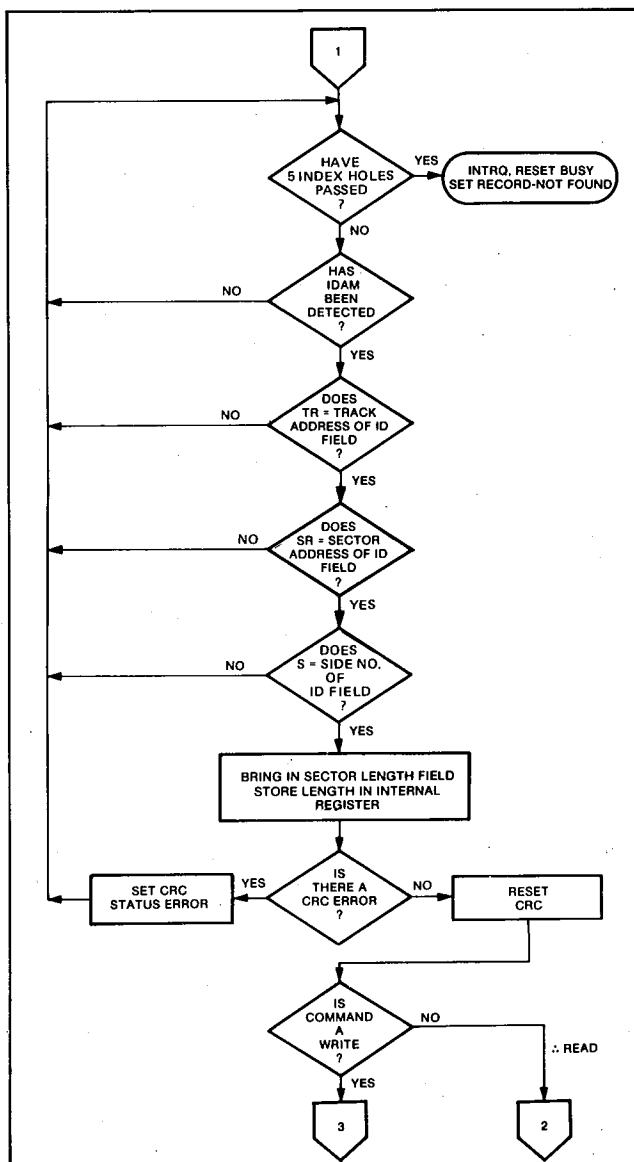 1
HAVE
5 INDEX HOLES
PASSED
?
YES
INTRQ, RESET BUSY
SET RECORD-NOT FOUND
NO
HAS
IDAM
BEEN
DETECTED
?
NO
YES
DOES
TR = TRACK
ADDRESS OF ID
FIELD
?
NO
YES
DOES
SR = SECTOR
ADDRESS OF ID
FIELD
?
NO
YES
DOES
S = SIDE NO.
OF
ID FIELD
?
NO
YES
BRING IN SECTOR LENGTH FIELD
STORE LENGTH IN INTERNAL
REGISTER
IS
THERE A
CRC ERROR
?
YES
SET CRC
STATUS ERROR
NO
RESET
CRC
IS
COMMAND
A
WRITE
?
NO
∴ READ
YES
3
2